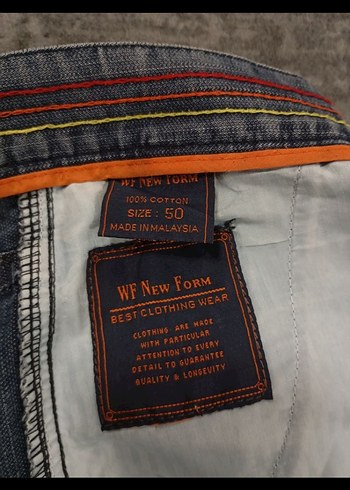 WF NEW FORM
100% COTTON
SIZE: 50
MADE IN MALAYSIA
WF NEW FORM
BEST CLOTHING WEAR
CLOTHING ARE MADE
WITH PARTICULAR
ATTENTION TO EVERY
DETAIL TO GUARANTEE
QUALITY & LONGEVITY